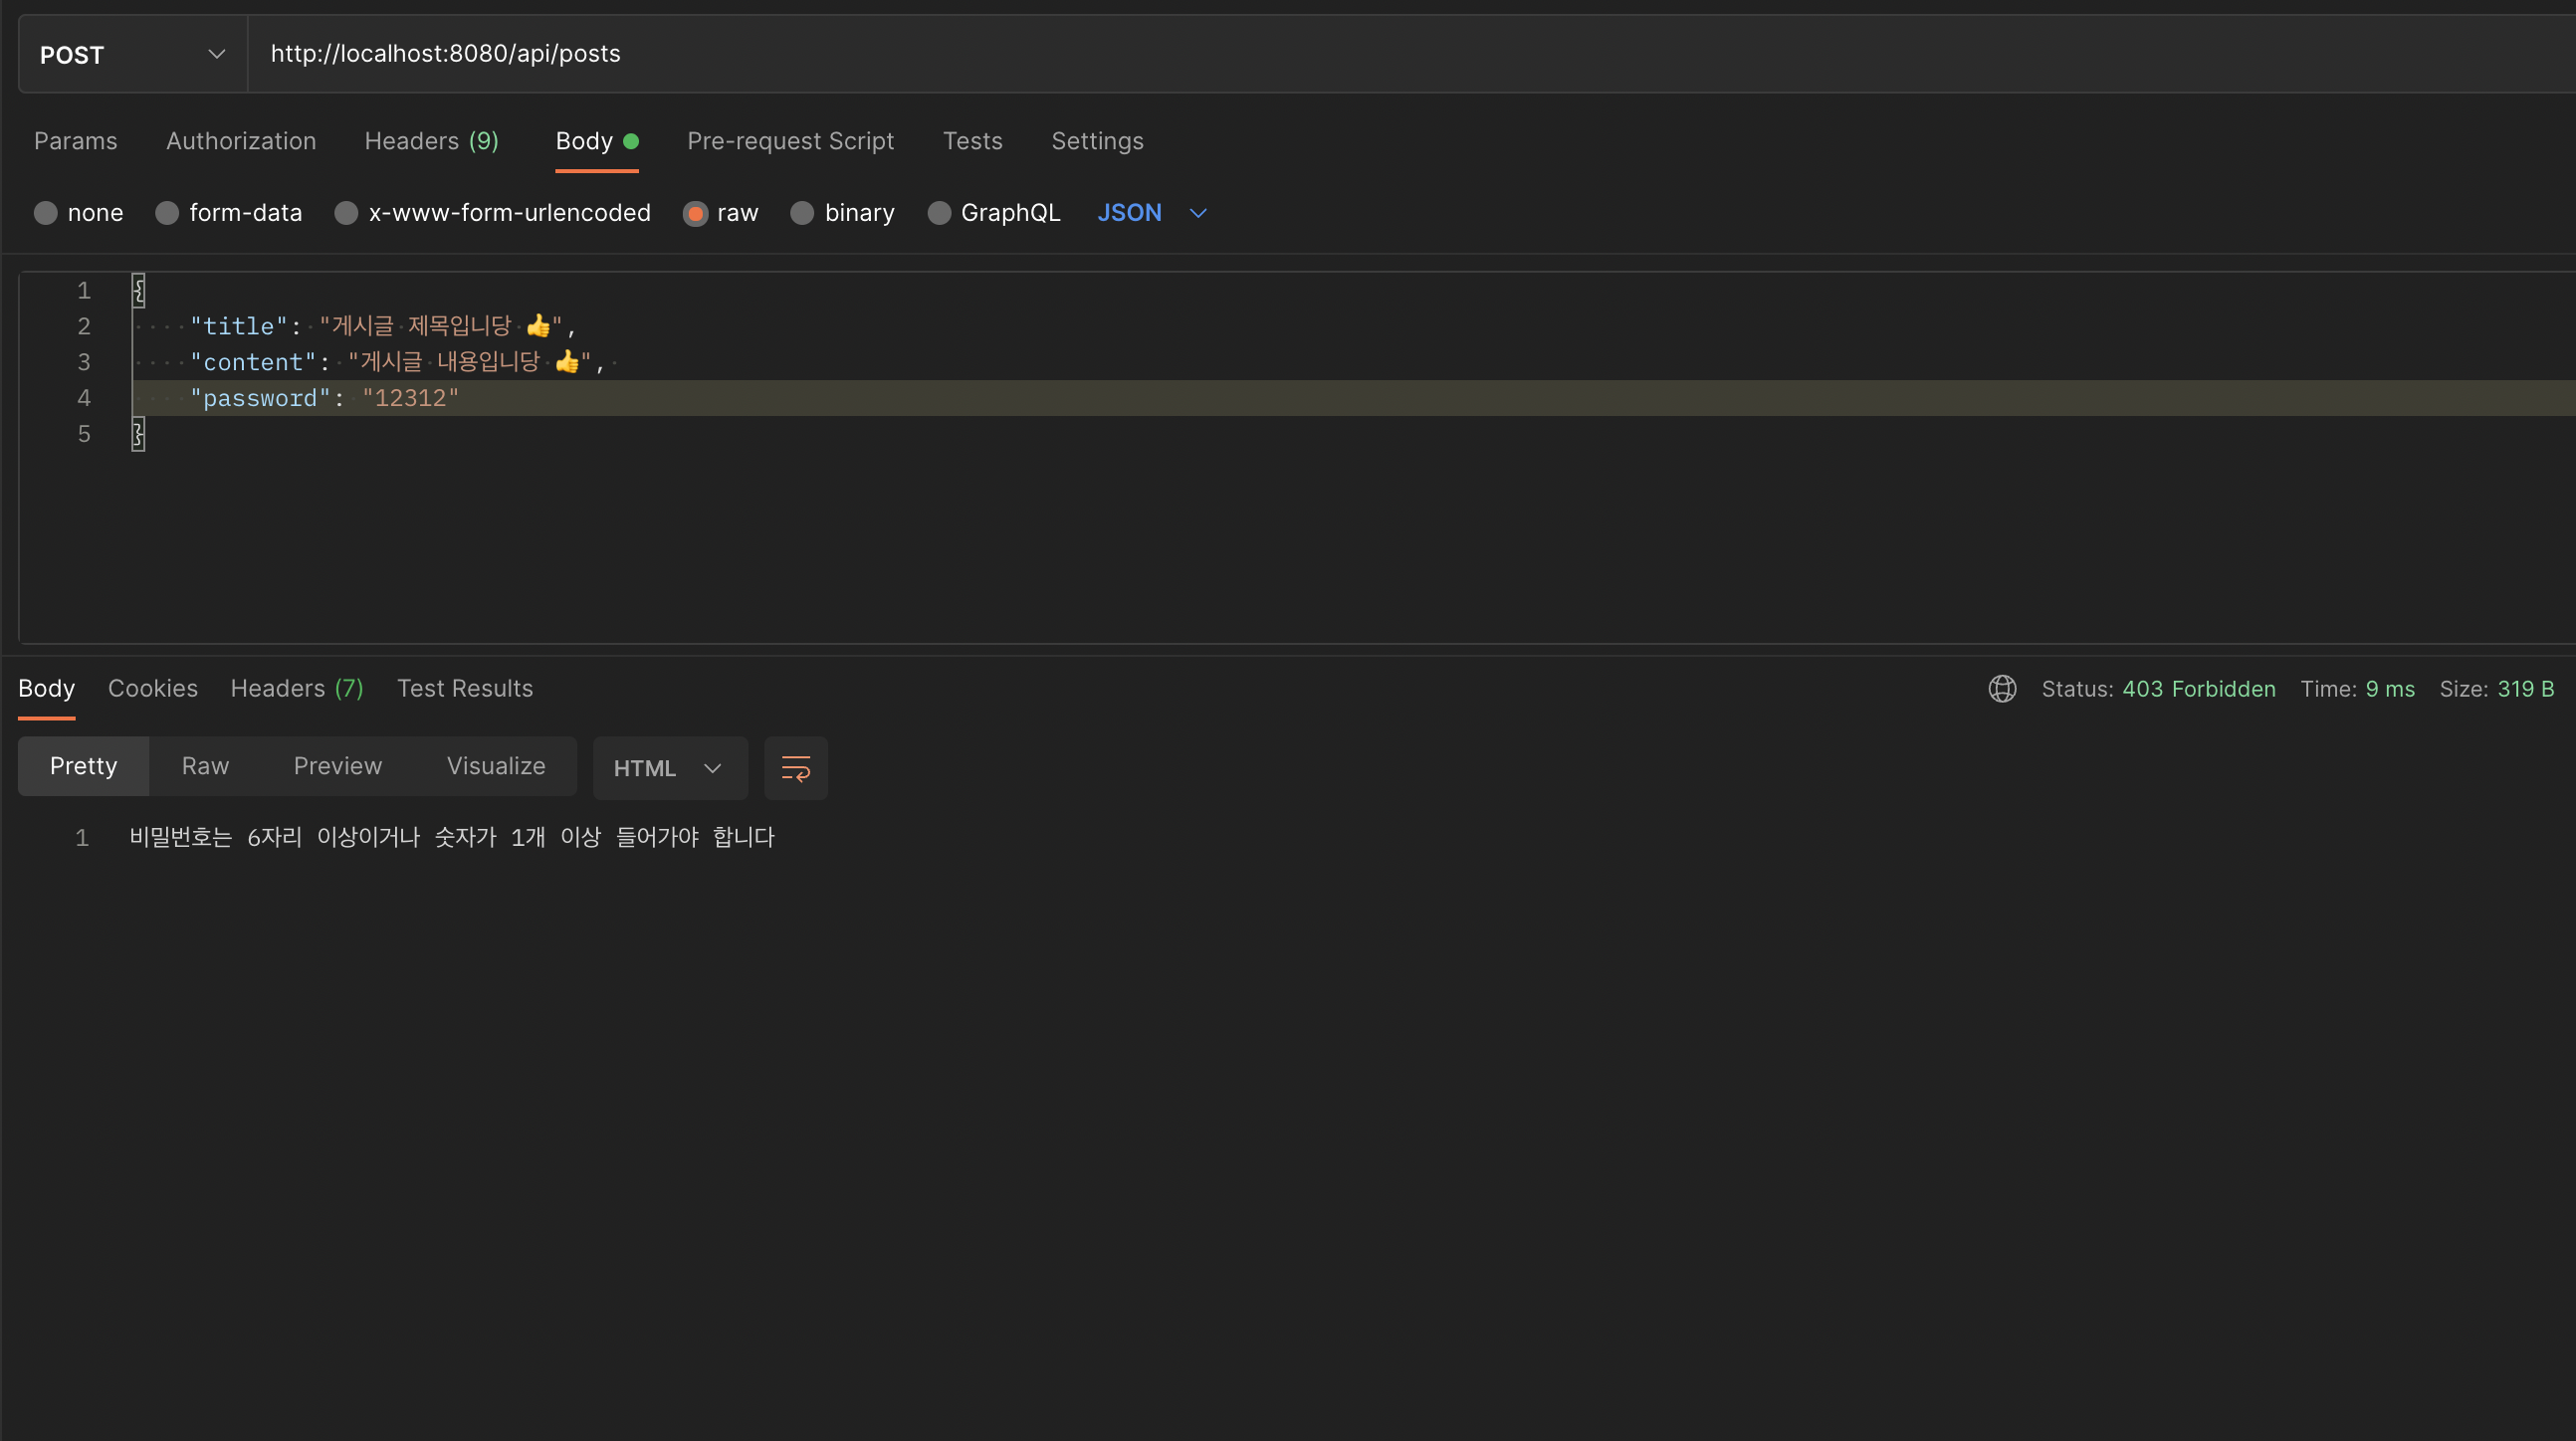 POST http://localhost:8080/api/posts
Params Authorization Headers (9) Body Pre-request Script Tests Settings
none form-data x-www-form-urlencoded raw binary GraphQL JSON
1 {
2 "title": "게시글 제목입니당 👍",
3 "content": "게시글 내용입니당 👍",
4 "password": "12312"
5 }
Body Cookies Headers (7) Test Results Status: 403 Forbidden Time: 9 ms Size: 319 B
Pretty Raw Preview Visualize HTML
1 비밀번호는 6자리 이상이거나 숫자가 1개 이상 들어가야 합니다